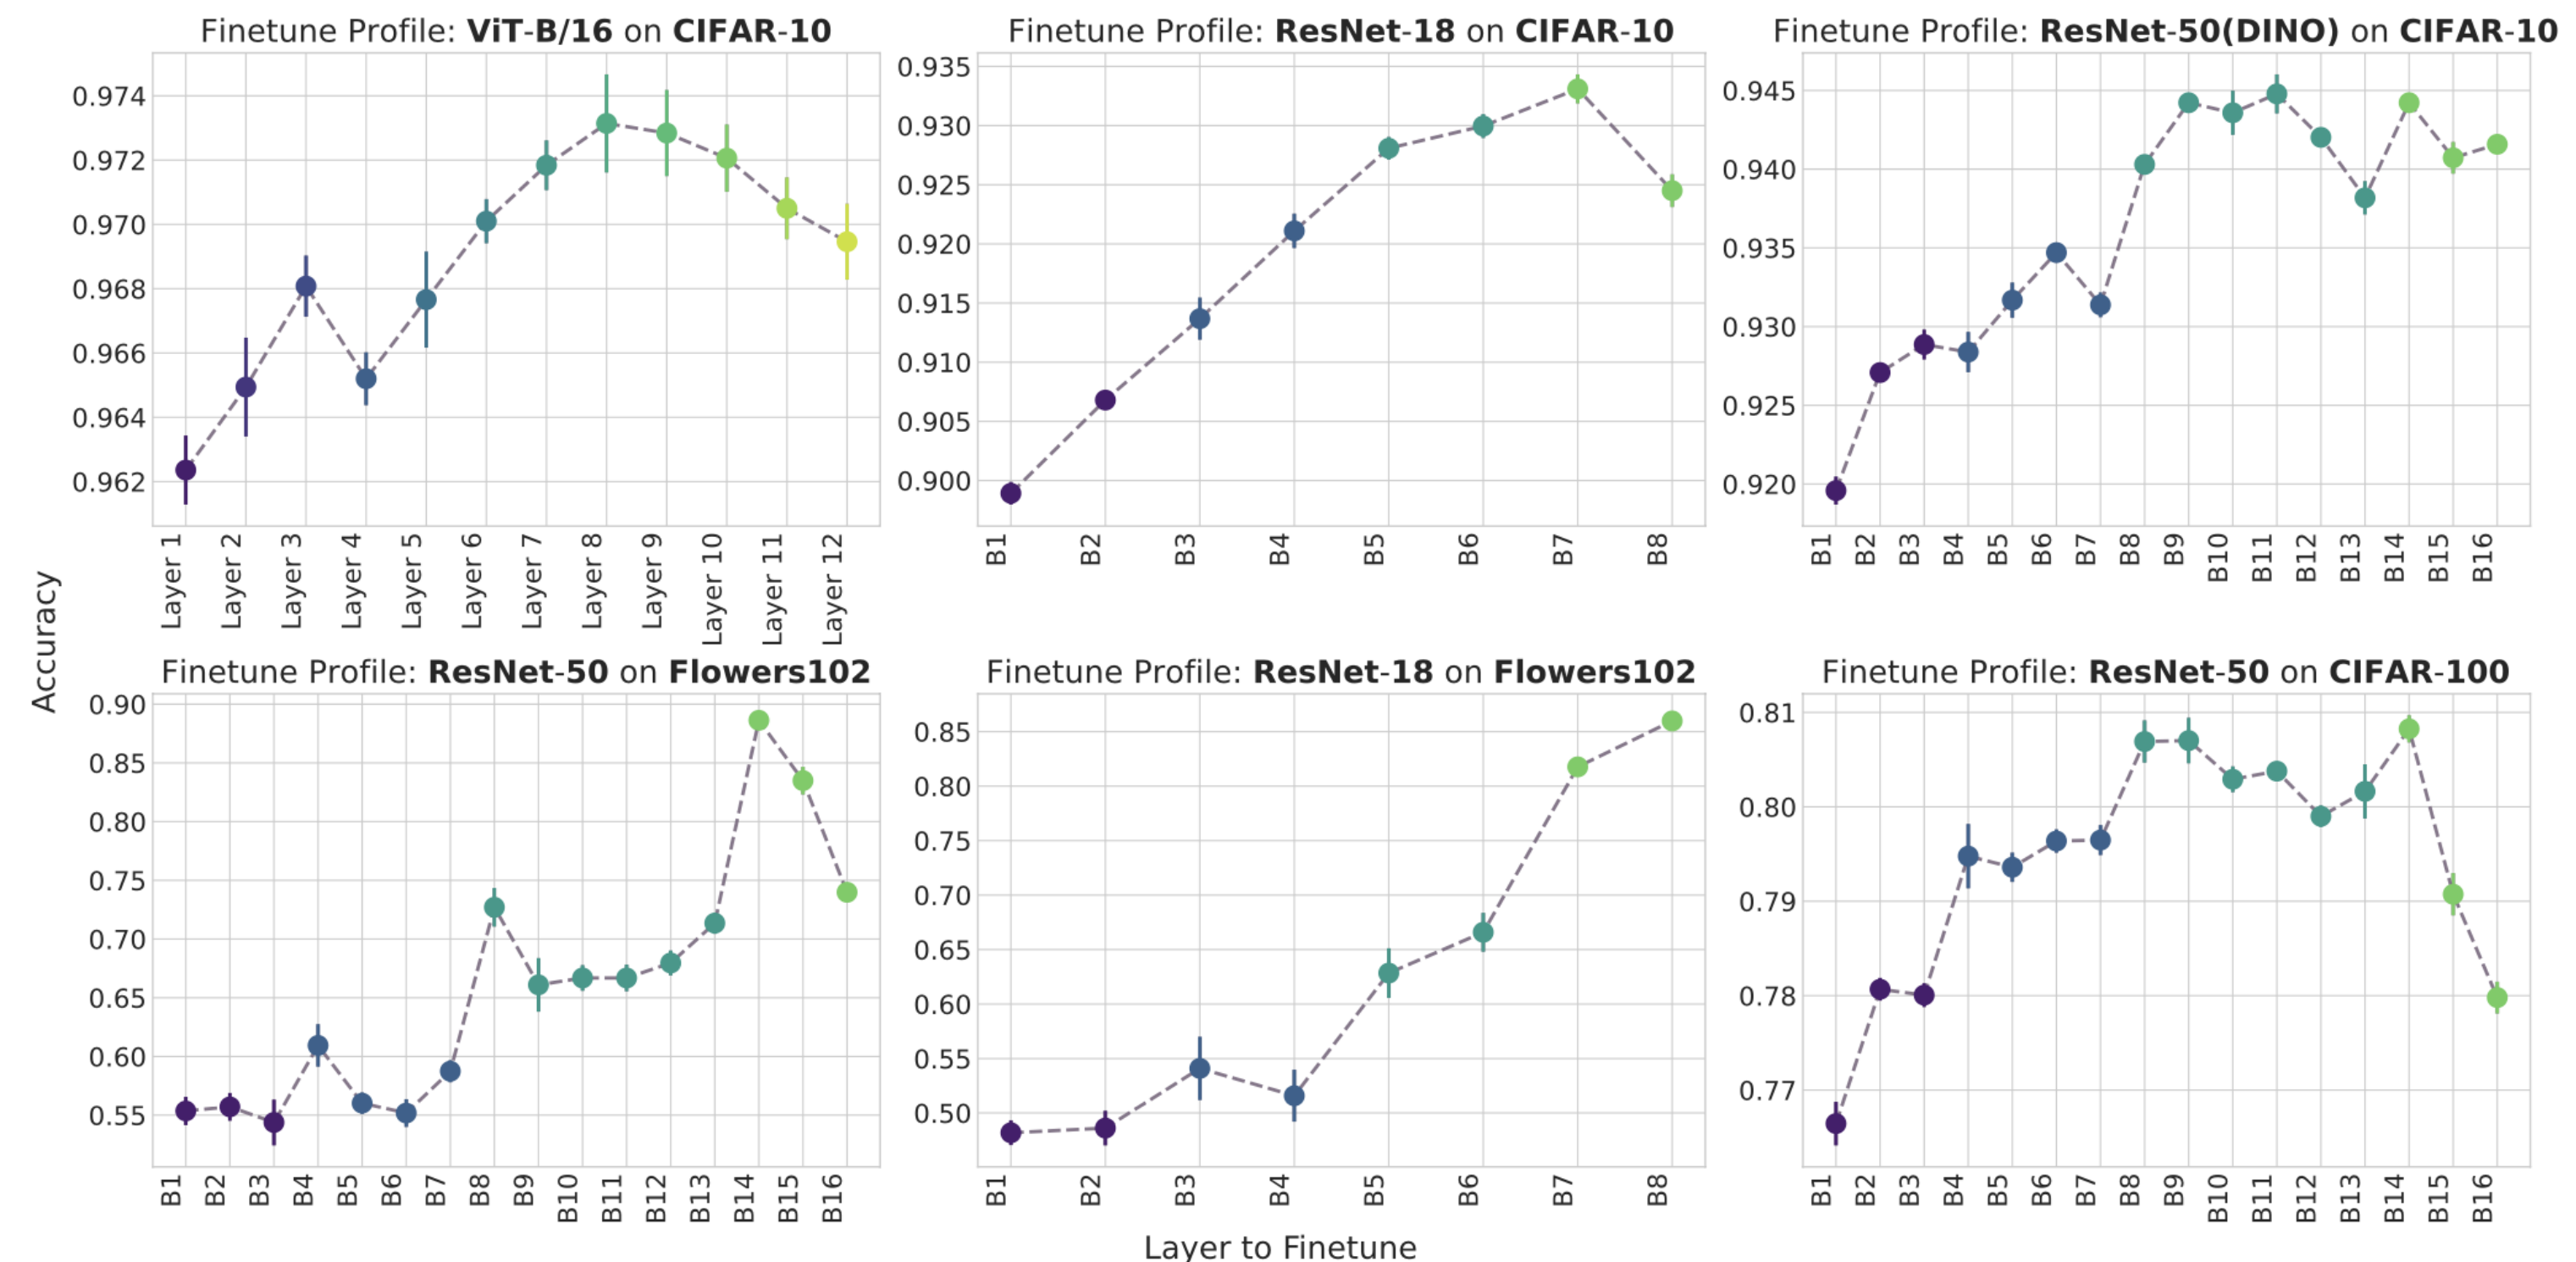 Finetune Profile: ViT-B/16 on CIFAR-10
0.974
0.972
0.970
0.968
0.966
0.964
0.962
Layer 1
Layer 2
Layer 3
Layer 4
Layer 5
Layer 6
Layer 7
Layer 8
Layer 9
Layer 10
Layer 11
Layer 12
Finetune Profile: ResNet-18 on CIFAR-10
0.935
0.930
0.925
0.920
0.915
0.910
0.905
0.900
B1
B2
B3
B4
B5
B6
B7
B8
Finetune Profile: ResNet-50(DINO) on CIFAR-10
0.945
0.940
0.935
0.930
0.925
0.920
B1
B2
B3
B4
B5
B6
B7
B8
B9
B10
B11
B12
B13
B14
B15
B16
Accuracy
Finetune Profile: ResNet-50 on Flowers102
0.90
0.85
0.80
0.75
0.70
0.65
0.60
0.55
B1
B2
B3
B4
B5
B6
B7
B8
B9
B10
B11
B12
B13
B14
B15
B16
Finetune Profile: ResNet-18 on Flowers102
0.85
0.80
0.75
0.70
0.65
0.60
0.55
0.50
B1
B2
B3
B4
B5
B6
B7
B8
Finetune Profile: ResNet-50 on CIFAR-100
0.81
0.80
0.79
0.78
0.77
B1
B2
B3
B4
B5
B6
B7
B8
B9
B10
B11
B12
B13
B14
B15
B16
Layer to Finetune